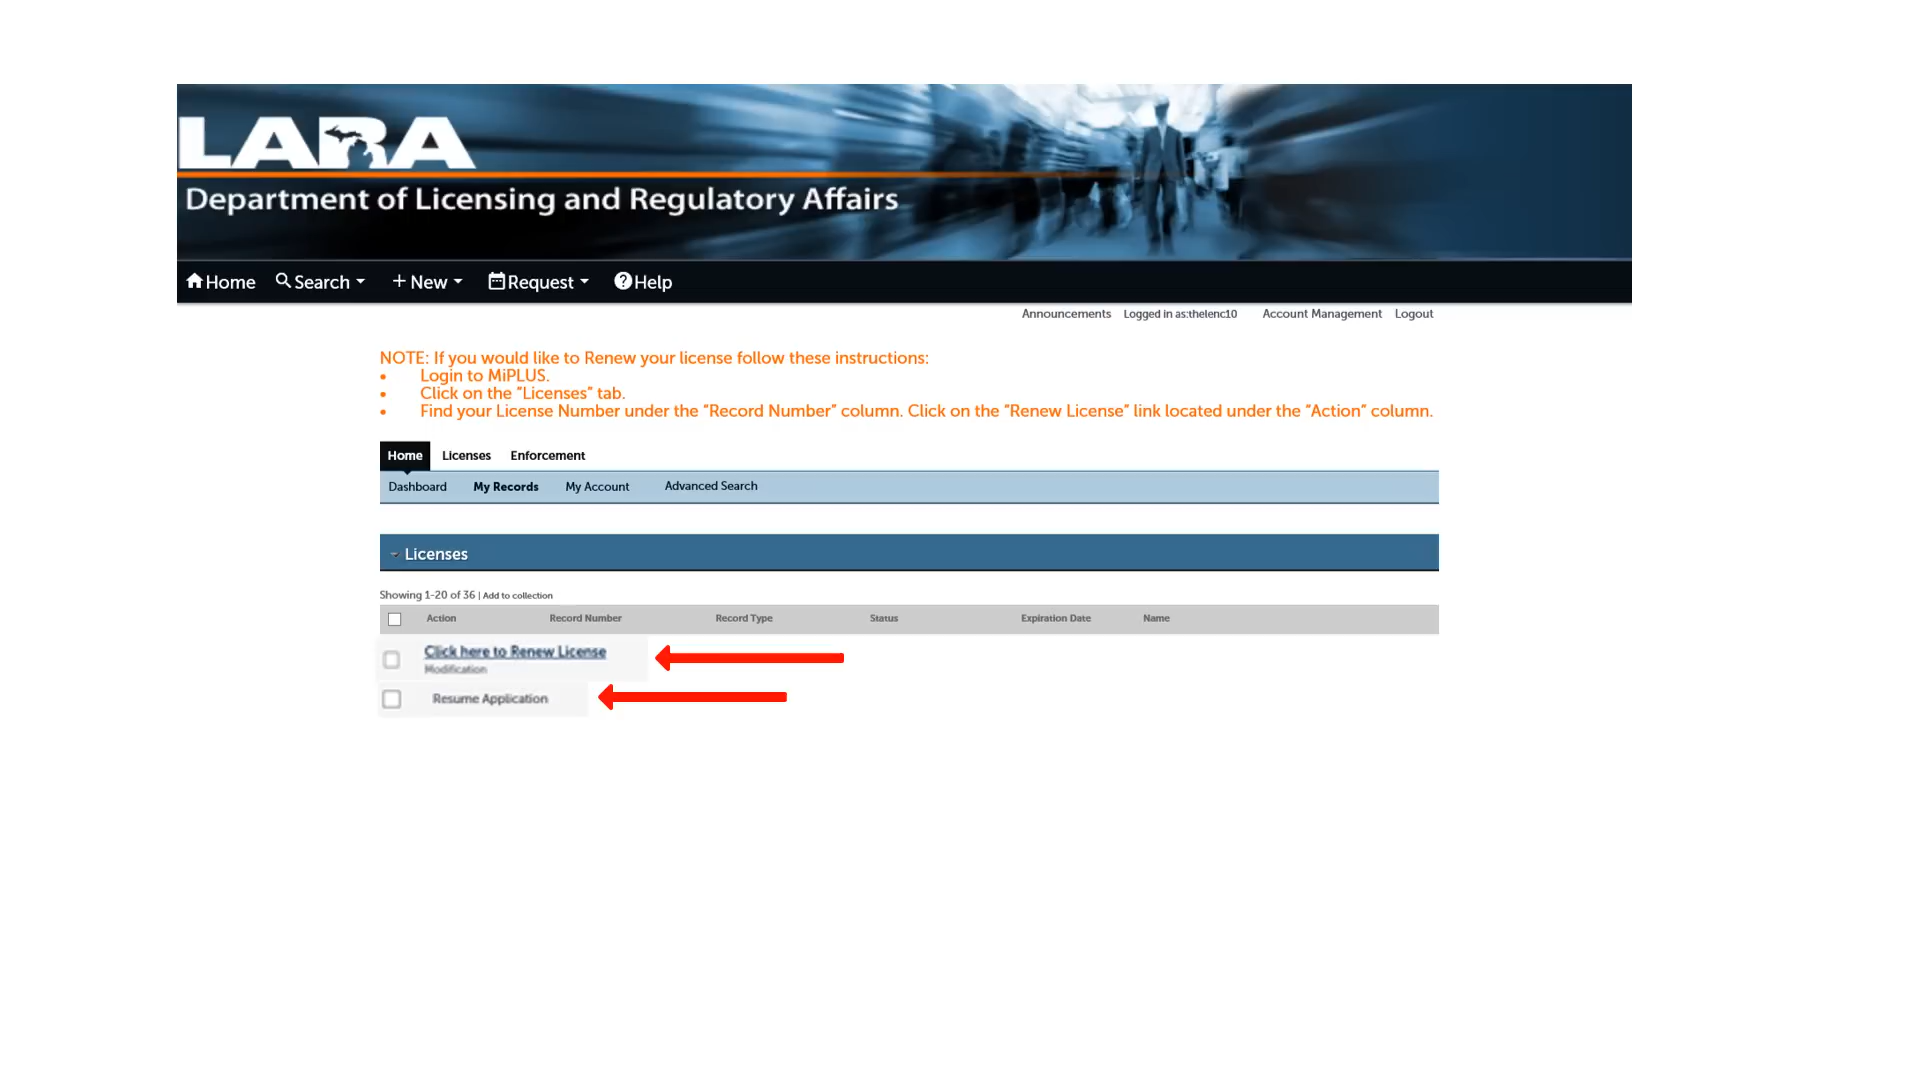 LARA
Department of Licensing and Regulatory Affairs
Home Search New Request Help
Announcements Logged in as:thelenc10 Account Management Logout
NOTE: If you would like to Renew your license follow these instructions:
• Login to MiPLUS.
• Click on the "Licenses" tab.
• Find your License Number under the "Record Number" column. Click on the "Renew License" link located under the "Action" column.
Home Licenses Enforcement
Dashboard My Records My Account Advanced Search
Licenses
Showing 1-20 of 36 | Add to collection
Action Record Number Record Type Status Expiration Date Name
Click here to Renew License
Modification
Resume Application